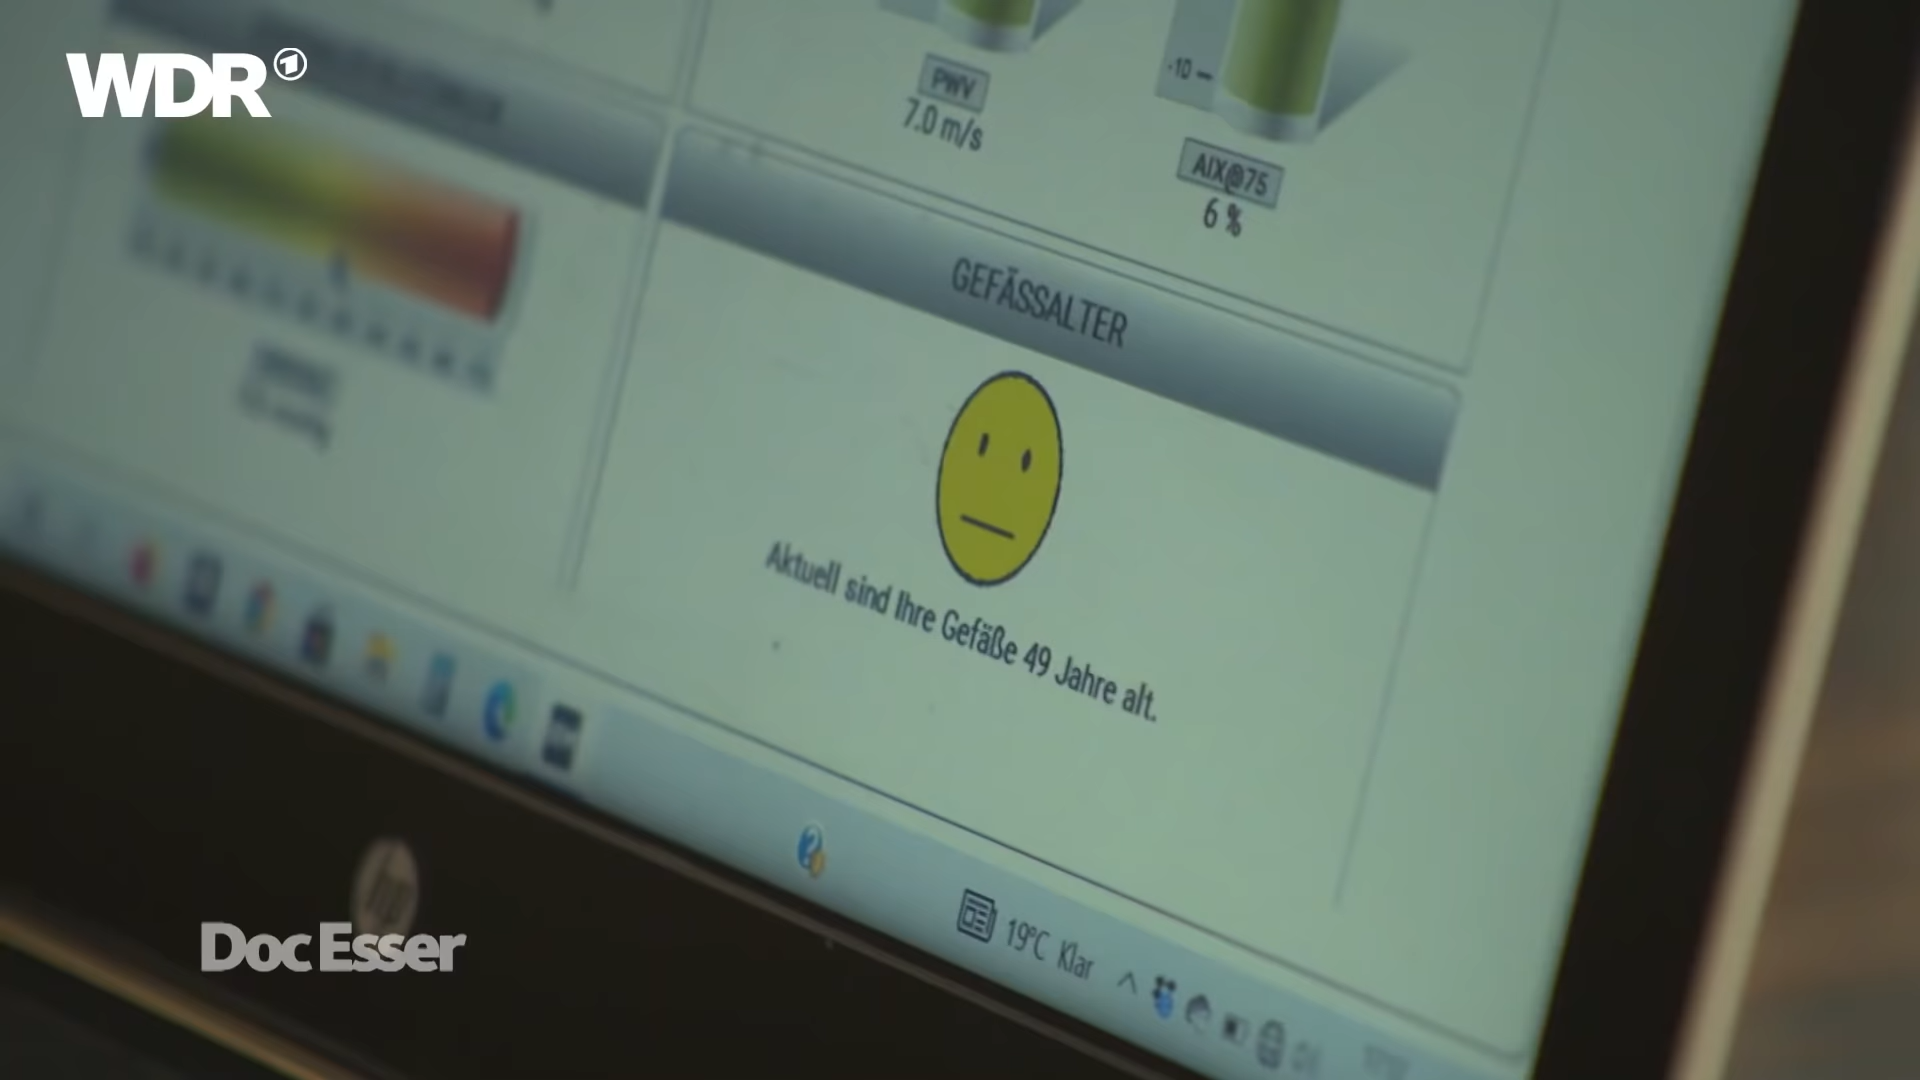 WDR
-10
PWV
7.0 m/s
AIX@75
6 %
GEFÄSSALTER
Aktuell sind Ihre Gefäße 49 Jahre alt.
19°C Klar
hp
Doc Esser